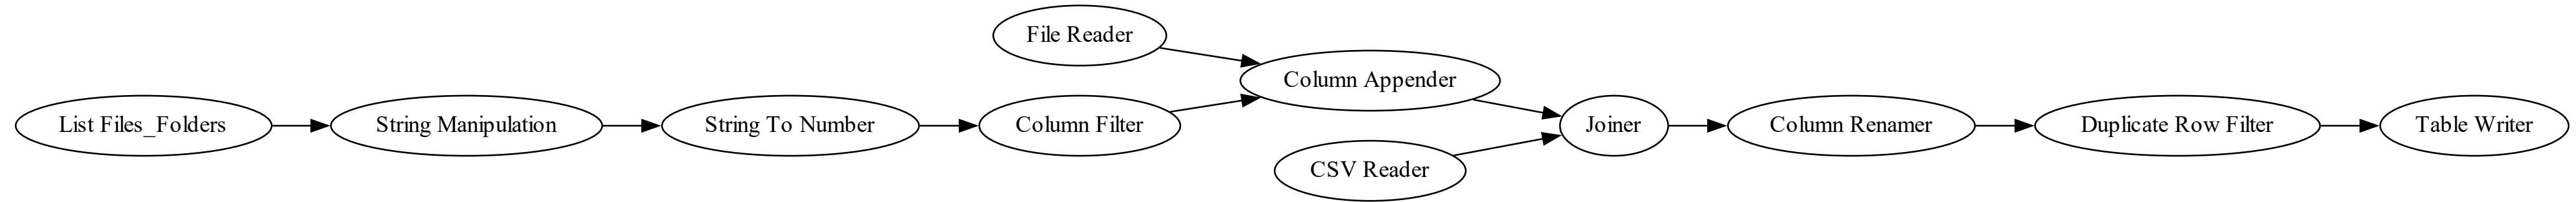 List Files_Folders
String Manipulation
String To Number
File Reader
Column Filter
Column Appender
CSV Reader
Joiner
Column Renamer
Duplicate Row Filter
Table Writer